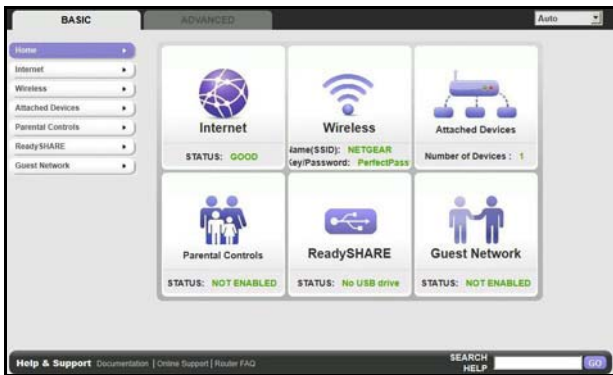 BASIC
ADVANCED
Auto
Home
Internet
Wireless
Attached Devices
Parental Controls
ReadySHARE
Guest Network
Internet
STATUS: GOOD
Wireless
Name(SSID): NETGEAR
Key/Password: PerfectPass
Attached Devices
Number of Devices : 1
Parental Controls
STATUS: NOT ENABLED
ReadySHARE
STATUS: No USB drive
Guest Network
STATUS: NOT ENABLED
Help & Support Documentation | Online Support | Router FAQ
SEARCH HELP
GO